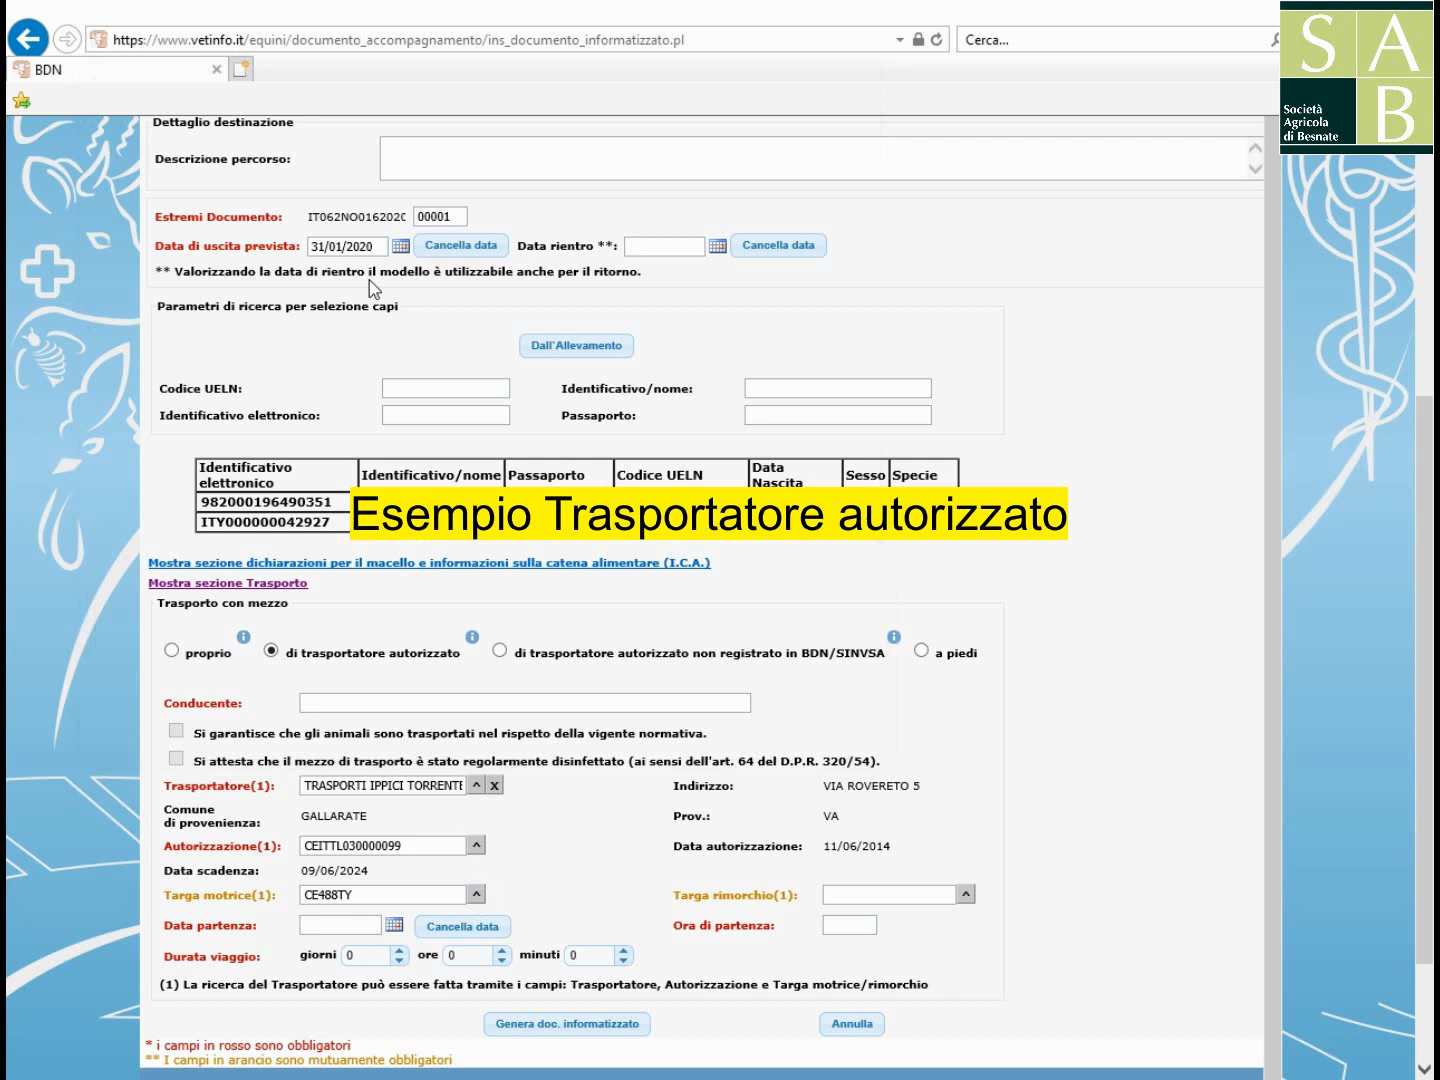 https://www.vetinfo.it/equini/documento_accompagnamento/ins_documento_informatizzato.pl
Cerca...
BDN
S A
B
Società
Agricola
di Besnate
Dettaglio destinazione
Descrizione percorso:
Estremi Documento: IT062NO016202C 00001
Data di uscita prevista: 31/01/2020 Cancella data Data rientro **: Cancella data
** Valorizzando la data di rientro il modello è utilizzabile anche per il ritorno.
Parametri di ricerca per selezione capi
Dall'Allevamento
Codice UELN: Identificativo/nome:
Identificativo elettronico: Passaporto:
Identificativo elettronico Identificativo/nome Passaporto Codice UELN Data Nascita Sesso Specie
982000196490351
ITY000000042927
Esempio Trasportatore autorizzato
Mostra sezione dichiarazioni per il macello e informazioni sulla catena alimentare (I.C.A.)
Mostra sezione Trasporto
Trasporto con mezzo
proprio di trasportatore autorizzato di trasportatore autorizzato non registrato in BDN/SINVSA a piedi
Conducente:
Si garantisce che gli animali sono trasportati nel rispetto della vigente normativa.
Si attesta che il mezzo di trasporto è stato regolarmente disinfettato (ai sensi dell'art. 64 del D.P.R. 320/54).
Trasportatore(1): TRASPORTI IPPICI TORRENTE X Indirizzo: VIA ROVERETO 5
Comune
di provenienza: GALLARATE Prov.: VA
Autorizzazione(1): CEITTL030000099 Data autorizzazione: 11/06/2014
Data scadenza: 09/06/2024
Targa motrice(1): CE488TY Targa rimorchio(1):
Data partenza: Cancella data Ora di partenza:
Durata viaggio: giorni 0 ore 0 minuti 0
(1) La ricerca del Trasportatore può essere fatta tramite i campi: Trasportatore, Autorizzazione e Targa motrice/rimorchio
Genera doc. informatizzato Annulla
* i campi in rosso sono obbligatori
** I campi in arancio sono mutuamente obbligatori